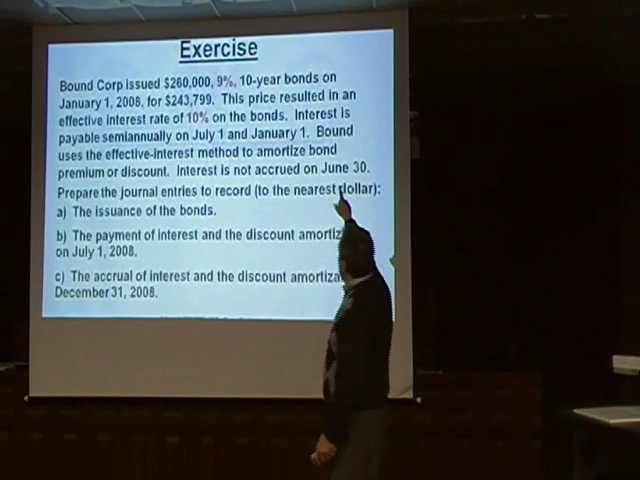 Exercise
Bound Corp issued $260,000, 9%, 10-year bonds on
January 1, 2008, for $243,799. This price resulted in an
effective interest rate of 10% on the bonds. Interest is
payable semiannually on July 1 and January 1. Bound
uses the effective-interest method to amortize bond
premium or discount. Interest is not accrued on June 30.
Prepare the journal entries to record (to the nearest dollar):
a) The issuance of the bonds.
b) The payment of interest and the discount amortiz
on July 1, 2008.
c) The accrual of interest and the discount amortiza
December 31, 2008.